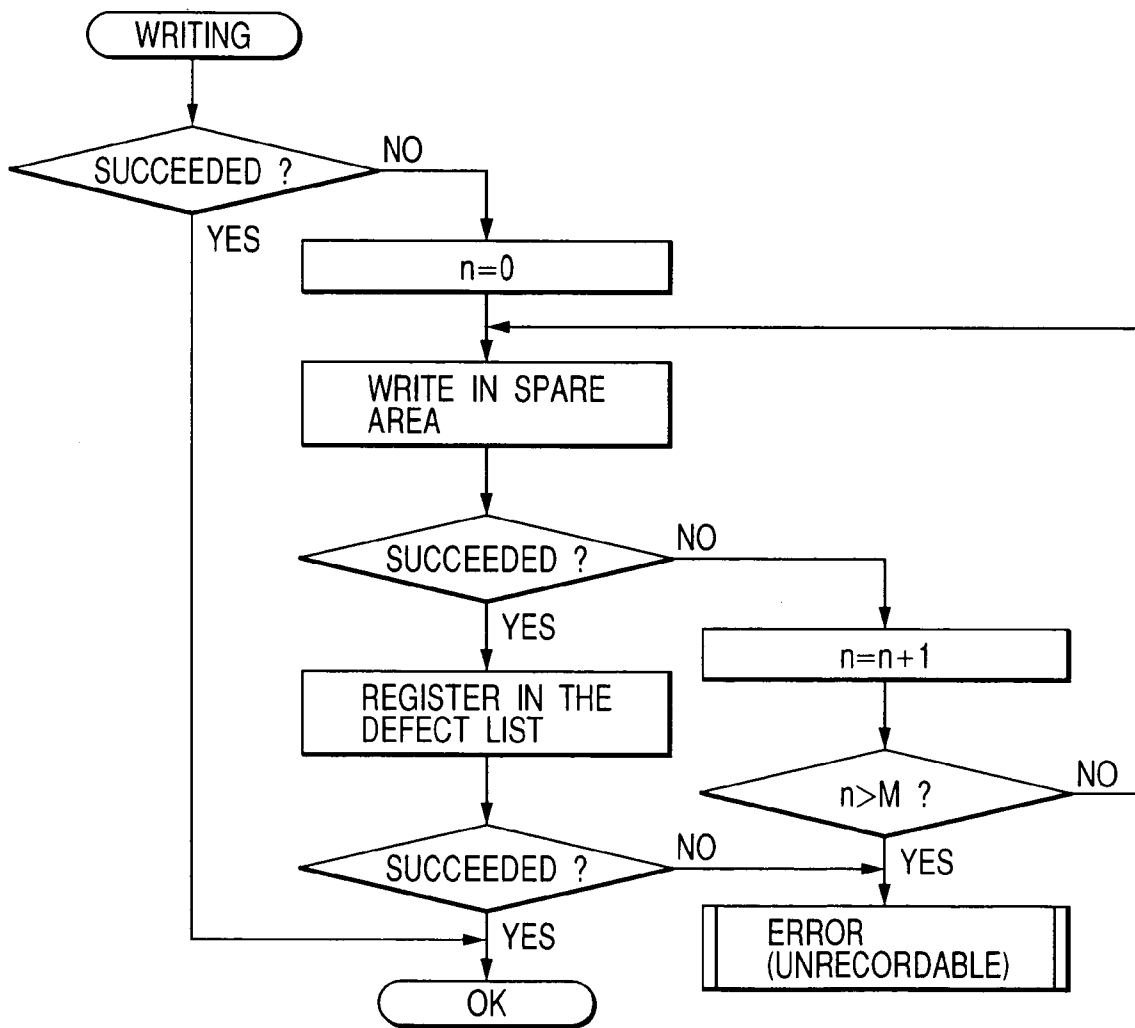 WRITING
SUCCEEDED ?
NO
YES
n=0
WRITE IN SPARE
AREA
SUCCEEDED ?
NO
YES
n=n+1
REGISTER IN THE
DEFECT LIST
n>M ?
NO
YES
SUCCEEDED ?
NO
YES
ERROR
(UNRECORDABLE)
OK